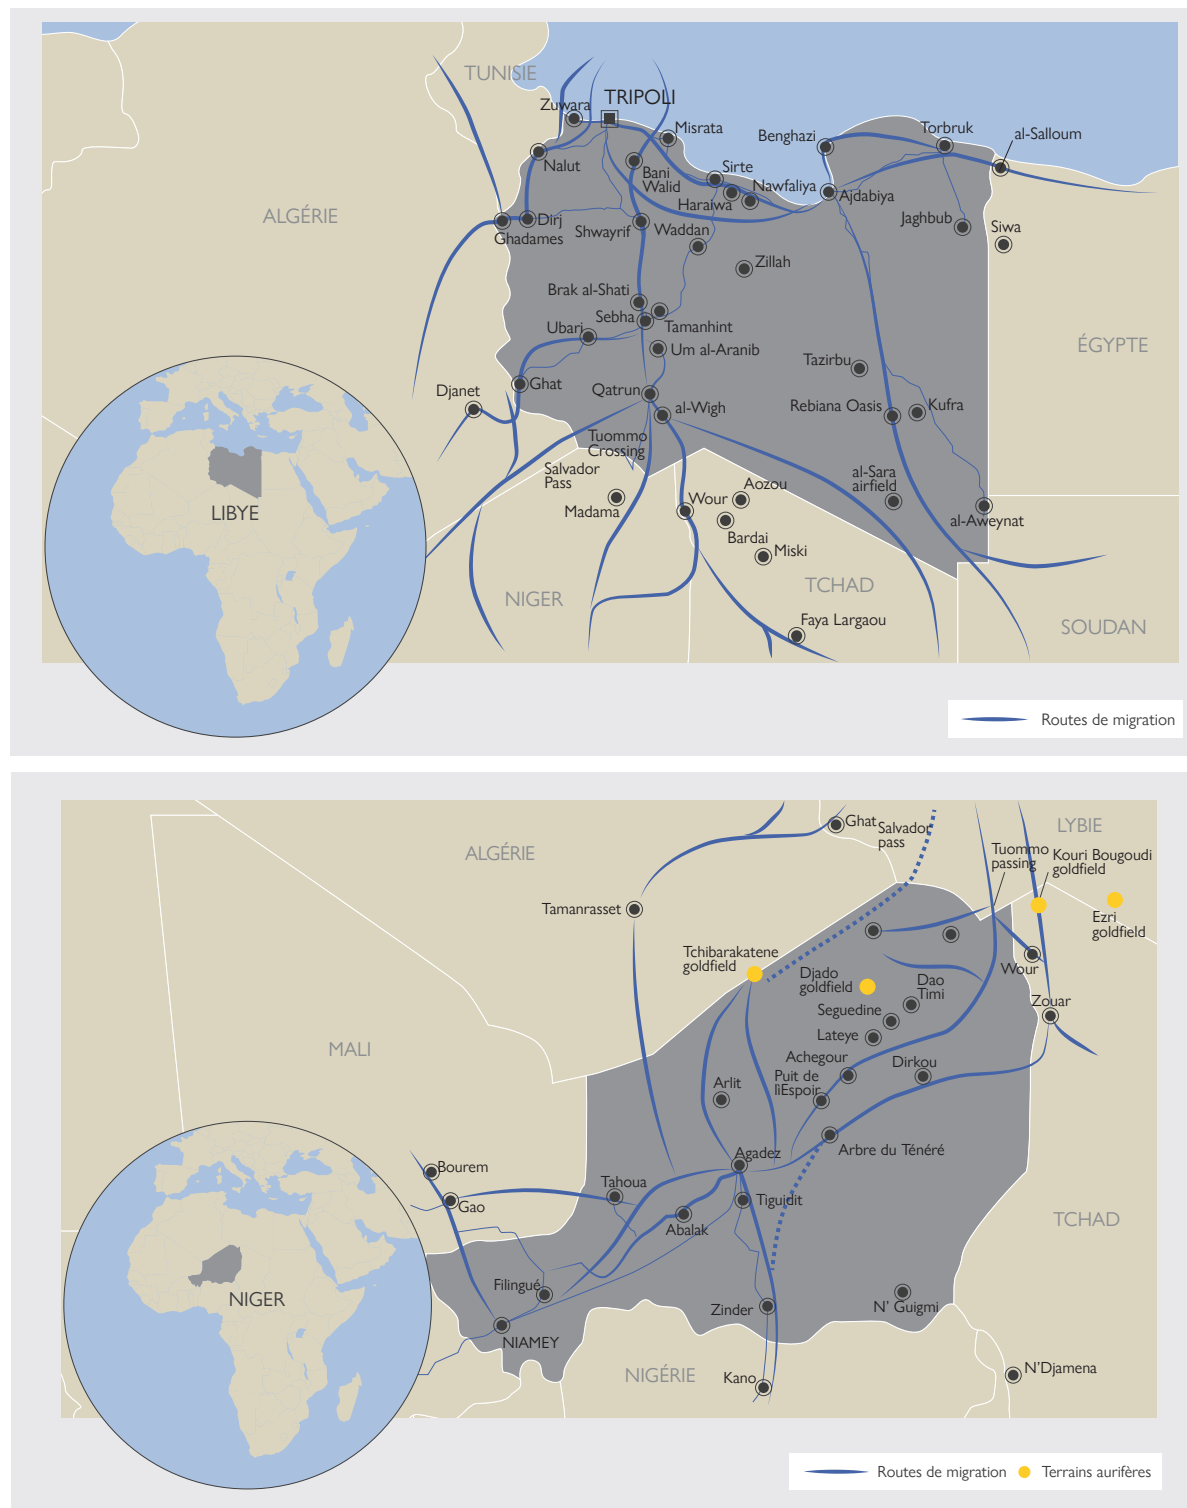 TUNISIE
Zuwara
TRIPOLI
Misrata
Benghazi
Torbruk
al-Salloum
Nalut
Bani
Walid
Sirte
Nawfaliya
Haraiwa
Ajdabiya
ALGÉRIE
Dirj
Ghadames
Shwayrif
Waddan
Jaghbub
Siwa
Zillah
Brak al-Shati
Sebha
Tamanhint
Ubari
Um al-Aranib
Tazirbu
ÉGYPTE
Djanet
Ghat
Qatrun
al-Wigh
Rebiana Oasis
Kufra
Tuommo
Crossing
Salvador
Pass
al-Sara
airfield
Madama
Wour
Aozou
Bardai
Miski
al-Aweynat
LIBYE
NIGER
TCHAD
Faya Largaou
SOUDAN
Routes de migration
ALGÉRIE
Ghat
Salvador
pass
LYBIE
Tuommo
passing
Kouri Bougoudi
goldfield
Tamanrasset
Ezri
goldfield
Tchibarakatene
goldfield
Djado
goldfield
Dao
Timi
Wour
Seguedine
Zouar
Lateye
MALI
Achegour
Dirkou
Puit de
lìEspoir
Arlit
Agadez
Arbre du Ténéré
Bourem
Gao
Tahoua
Tiguidit
Abalak
TCHAD
Filingué
NIGER
Zinder
N' Guigmi
NIAMEY
NIGÉRIE
Kano
N'Djamena
Routes de migration
Terrains aurifères